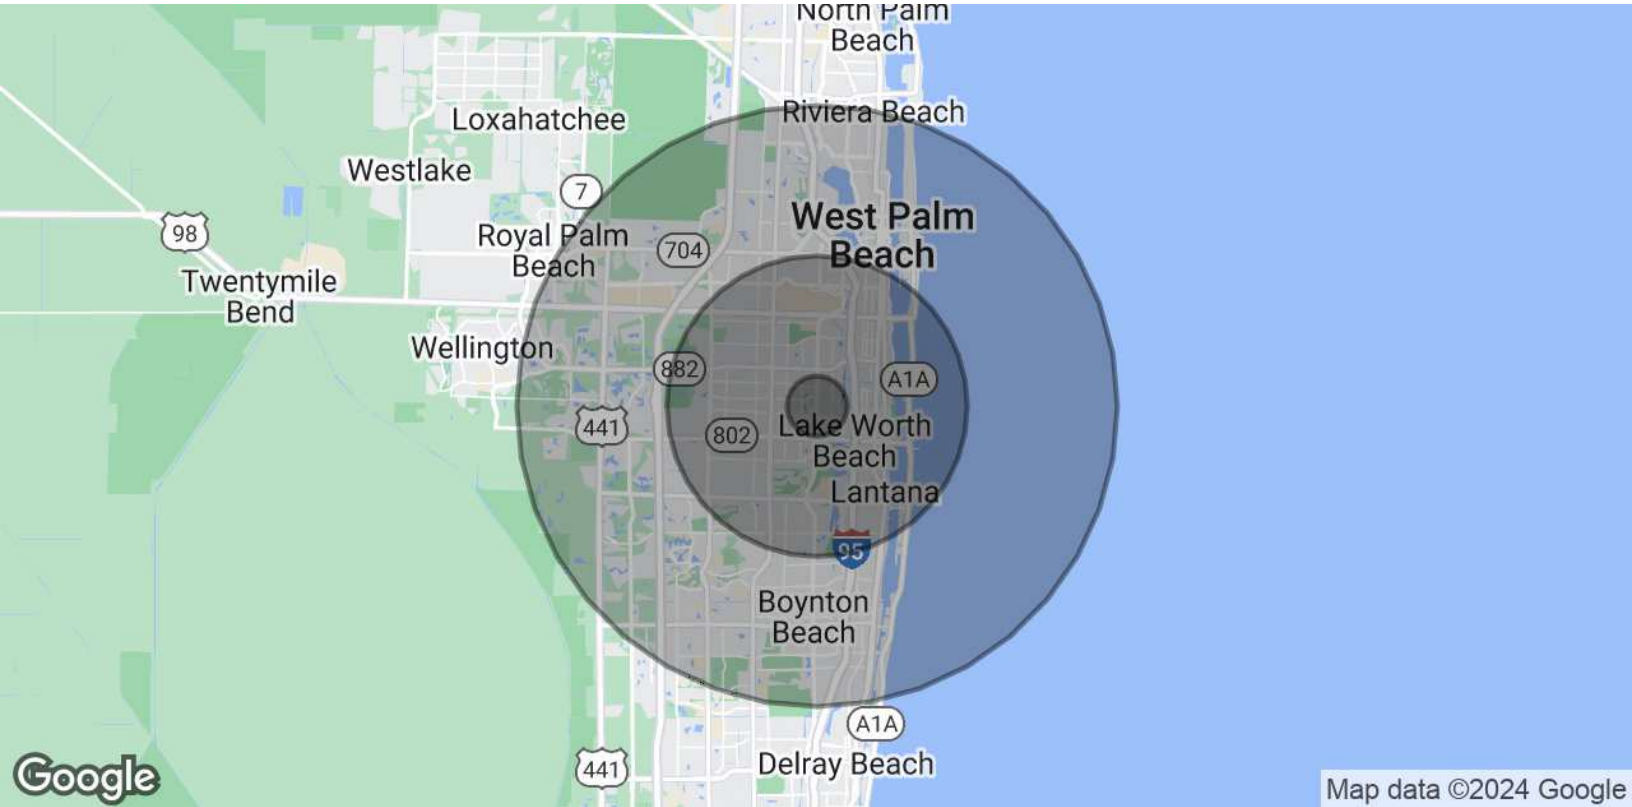 North Palm
Beach
Riviera Beach
Loxahatchee
Westlake
7
West Palm
Beach
98
Royal Palm
Beach
704
Twentymile
Bend
Wellington
882
A1A
441
802
Lake Worth
Beach
Lantana
95
Boynton
Beach
A1A
Delray Beach
441
Google
Map data ©2024 Google